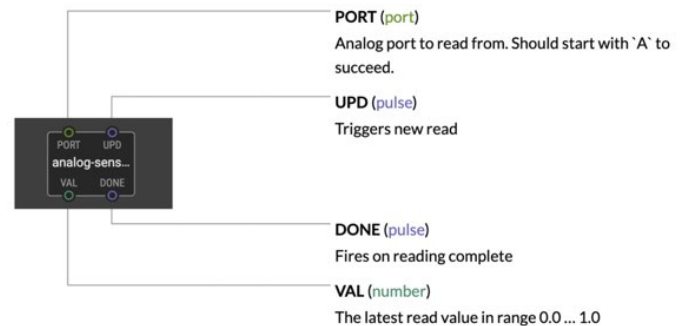 PORT (port)
Analog port to read from. Should start with `A` to
succeed.
UPD (pulse)
Triggers new read
PORT UPD
analog-sens...
VAL DONE
DONE (pulse)
Fires on reading complete
VAL (number)
The latest read value in range 0.0 ... 1.0